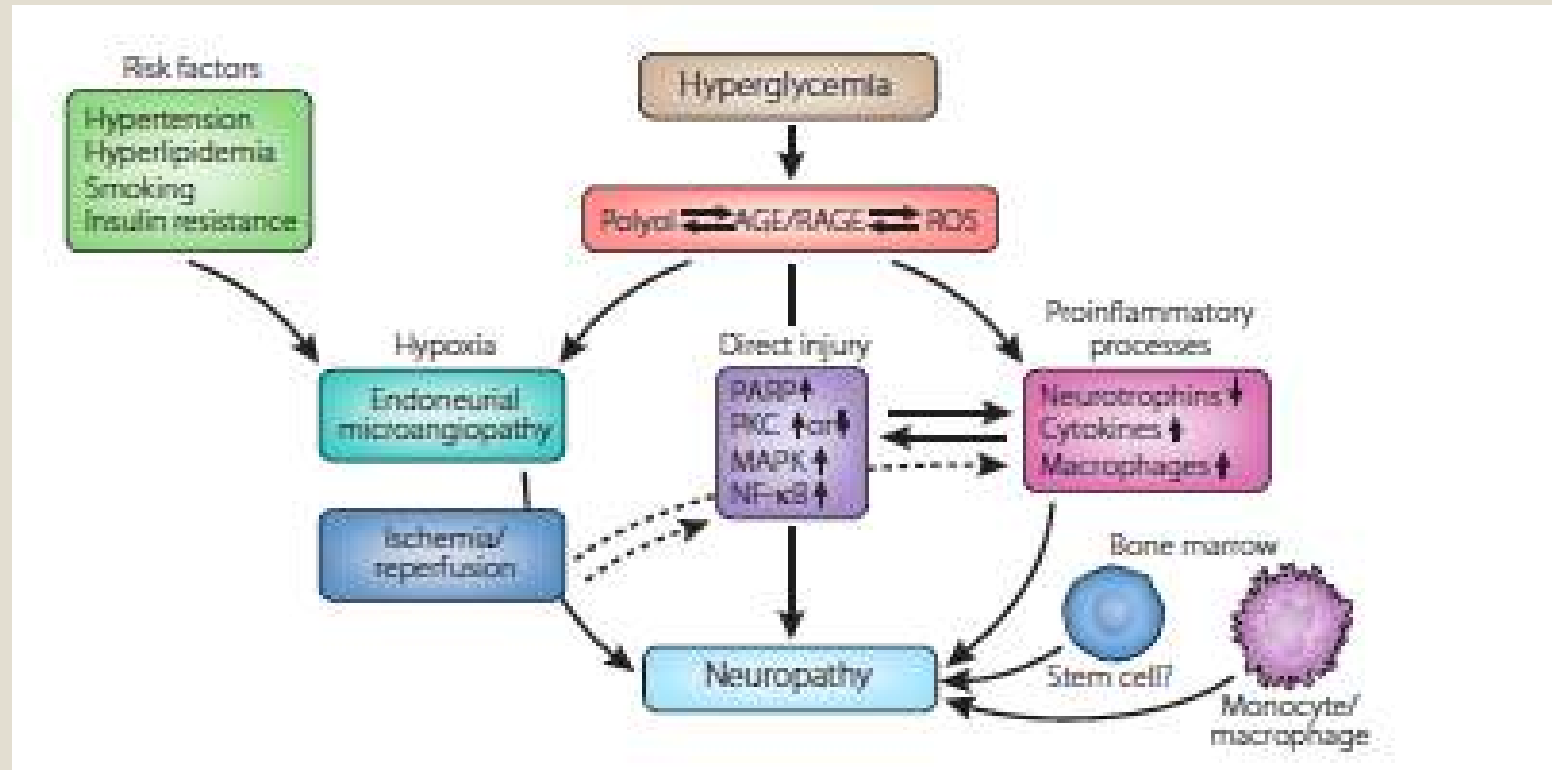 Risk factors
Hypertension
Hyperlipidemia
Smoking
Insulin resistance
Hyperglycemia
Polyol ⇌ AGE/RAGE ⇌ ROS
Hypoxia
Endoneurial
microangiopathy
Ischemia/
reperfusion
Direct injury
PARP↑
PKC ↑or↓
MAPK↑
NF-κB↑
Proinflammatory
processes
Neurotrophins↓
Cytokines↑
Macrophages↑
Bone marrow
Stem cell?
Monocyte/
macrophage
Neuropathy